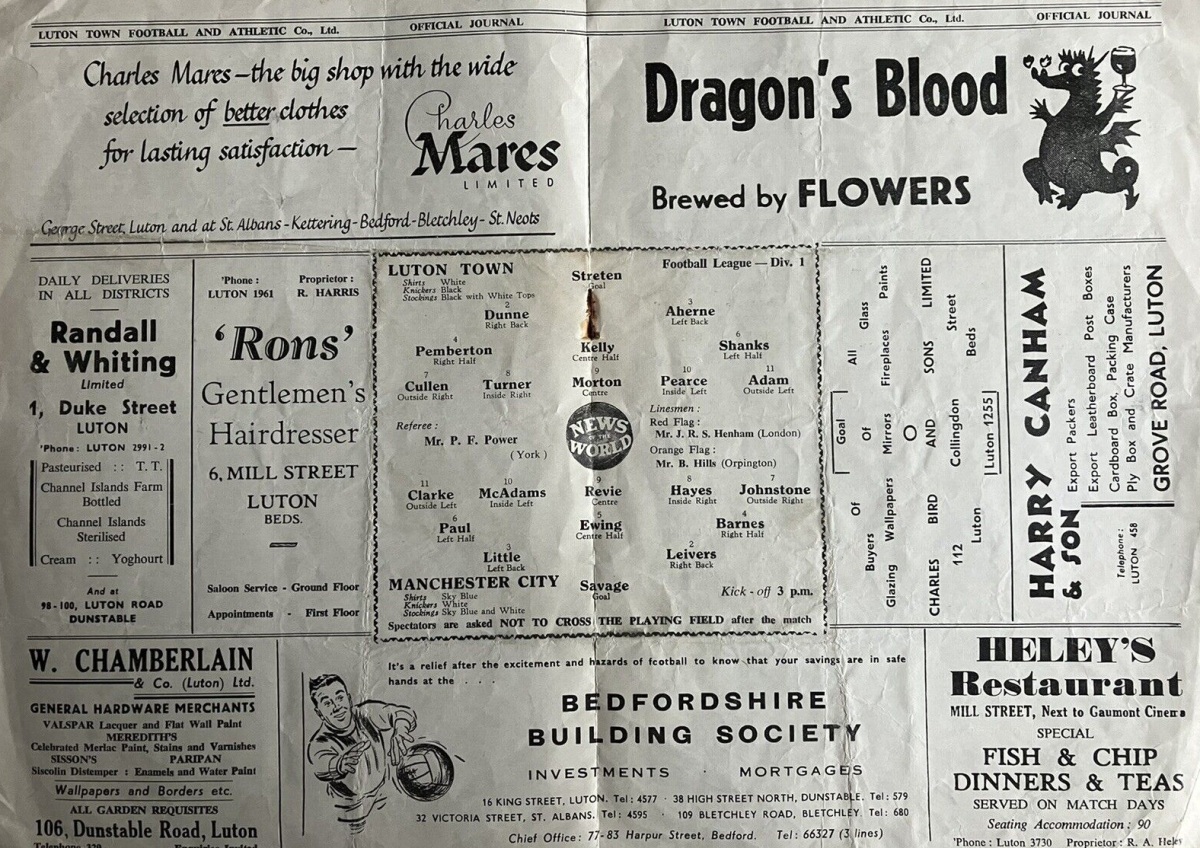 LUTON TOWN FOOTBALL AND ATHLETIC Co., Ltd. OFFICIAL JOURNAL
LUTON TOWN FOOTBALL AND ATHLETIC Co., Ltd. OFFICIAL JOURNAL
Charles Mares—the big shop with the wide
selection of better clothes
for lasting satisfaction —
Charles
Mares
LIMITED
George Street, Luton and at St. Albans - Kettering - Bedford - Bletchley - St. Neots
Dragon's Blood
Brewed by FLOWERS
DAILY DELIVERIES
IN ALL DISTRICTS
Randall
& Whiting
Limited
1, Duke Street
LUTON
'Phone: LUTON 2991-2
Pasteurised :: T. T.
Channel Islands Farm
Bottled
Channel Islands
Sterilised
Cream :: Yoghourt
And at
98-100, LUTON ROAD
DUNSTABLE
'Phone : Proprietor :
LUTON 1961 R. HARRIS
'Rons'
Gentlemen's
Hairdresser
6, MILL STREET
LUTON
BEDS.
Saloon Service - Ground Floor
Appointments - First Floor
LUTON TOWN
Shirts White
Knickers Black
Stockings Black with White Tops
Football League — Div. 1
Streten
Goal
2
Dunne
Right Back
3
Aherne
Left Back
4
Pemberton
Right Half
Kelly
Centre Half
6
Shanks
Left Half
7
Cullen
Outside Right
8
Turner
Inside Right
9
Morton
Centre
10
Pearce
Inside Left
11
Adam
Outside Left
Referee :
Mr. P. F. Power
(York)
NEWS
OF THE
WORLD
Linesmen :
Red Flag :
Mr. J. R. S. Henham (London)
Orange Flag :
Mr. B. Hills (Orpington)
11
Clarke
Outside Left
10
McAdams
Inside Left
9
Revie
Centre
8
Hayes
Inside Right
7
Johnstone
Outside Right
6
Paul
Left Half
5
Ewing
Centre Half
4
Barnes
Right Half
3
Little
Left Back
2
Leivers
Right Back
MANCHESTER CITY
Shirts Sky Blue
Knickers White
Stockings Sky Blue and White
Savage
Goal
Kick-off 3 p.m.
Spectators are asked NOT TO CROSS THE PLAYING FIELD after the match
Goal
Buyers Of All Glass
Glazing Wallpapers Mirrors Fireplaces Paints
O
CHARLES BIRD AND SONS LIMITED
112 Collingdon Street
Luton Beds
Luton 1255
HARRY CANHAM
& SON
Export Packers
Export Leatherboard Post Boxes
Cardboard Box, Packing Case
Ply Box and Crate Manufacturers
Telephone:
LUTON 458
GROVE ROAD, LUTON
W. CHAMBERLAIN
& Co. (Luton) Ltd.
GENERAL HARDWARE MERCHANTS
VALSPAR Lacquer and Flat Wall Paint
MEREDITH'S
Celebrated Merlac Paint, Stains and Varnishes
SISSON'S PARIPAN
Siscolin Distemper : Enamels and Water Paint
Wallpapers and Borders etc.
ALL GARDEN REQUISITES
106, Dunstable Road, Luton
It's a relief after the excitement and hazards of football to know that your savings are in safe
hands at the . . .
BEDFORDSHIRE
BUILDING SOCIETY
INVESTMENTS · MORTGAGES
16 KING STREET, LUTON. Tel: 4577 · 38 HIGH STREET NORTH, DUNSTABLE. Tel: 579
32 VICTORIA STREET, ST. ALBANS. Tel: 4595 · 109 BLETCHLEY ROAD, BLETCHLEY. Tel: 680
Chief Office: 77-83 Harpur Street, Bedford. Tel: 66327 (3 lines)
HELEY'S
Restaurant
MILL STREET, Next to Gaumont Cinema
SPECIAL
FISH & CHIP
DINNERS & TEAS
SERVED ON MATCH DAYS
Seating Accommodation : 90
'Phone : Luton 3730 Proprietor : R. A.